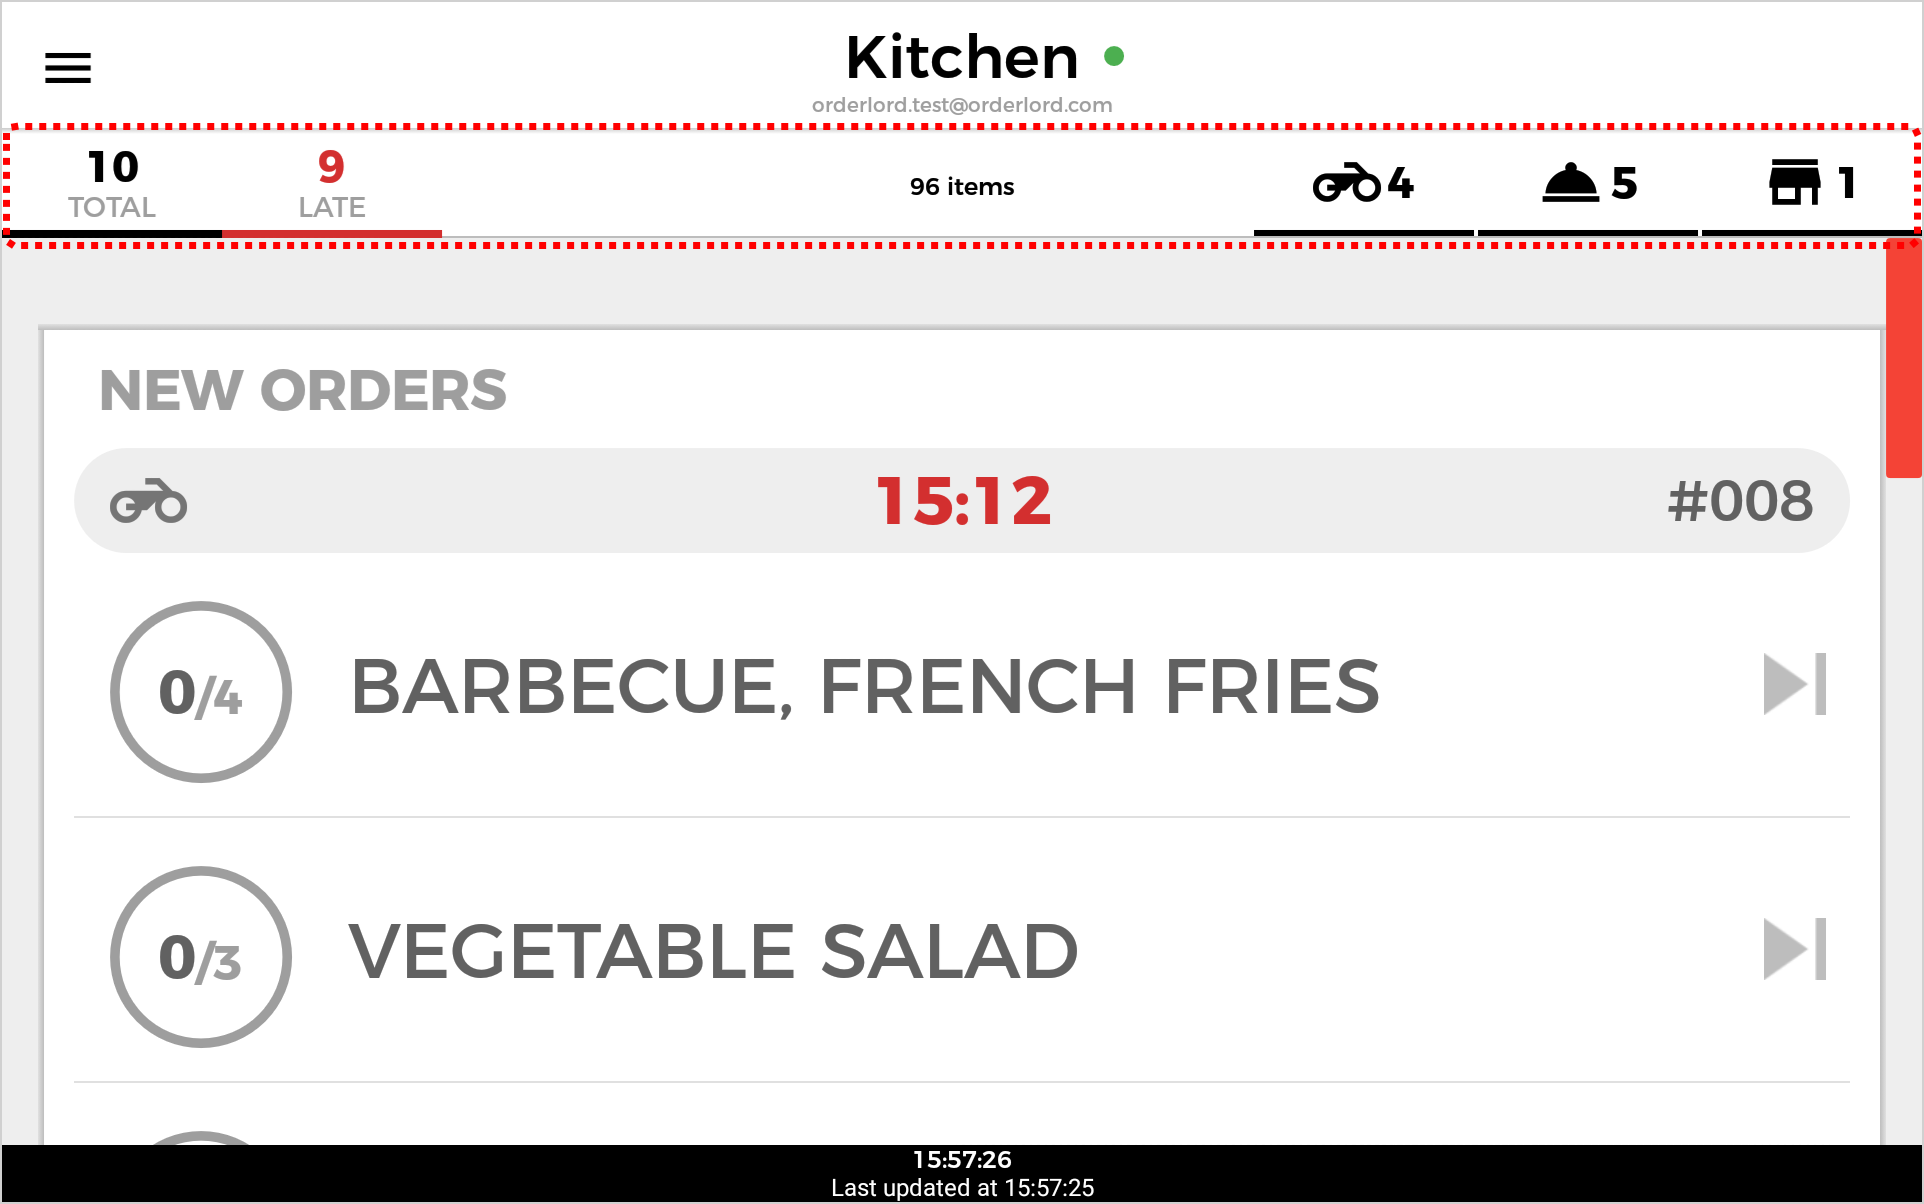 Kitchen
orderlord.test@orderlord.com
10
TOTAL
9
LATE
96 items
4
5
1
NEW ORDERS
15:12
#008
0/4
BARBECUE, FRENCH FRIES
0/3
VEGETABLE SALAD
15:57:26
Last updated at 15:57:25